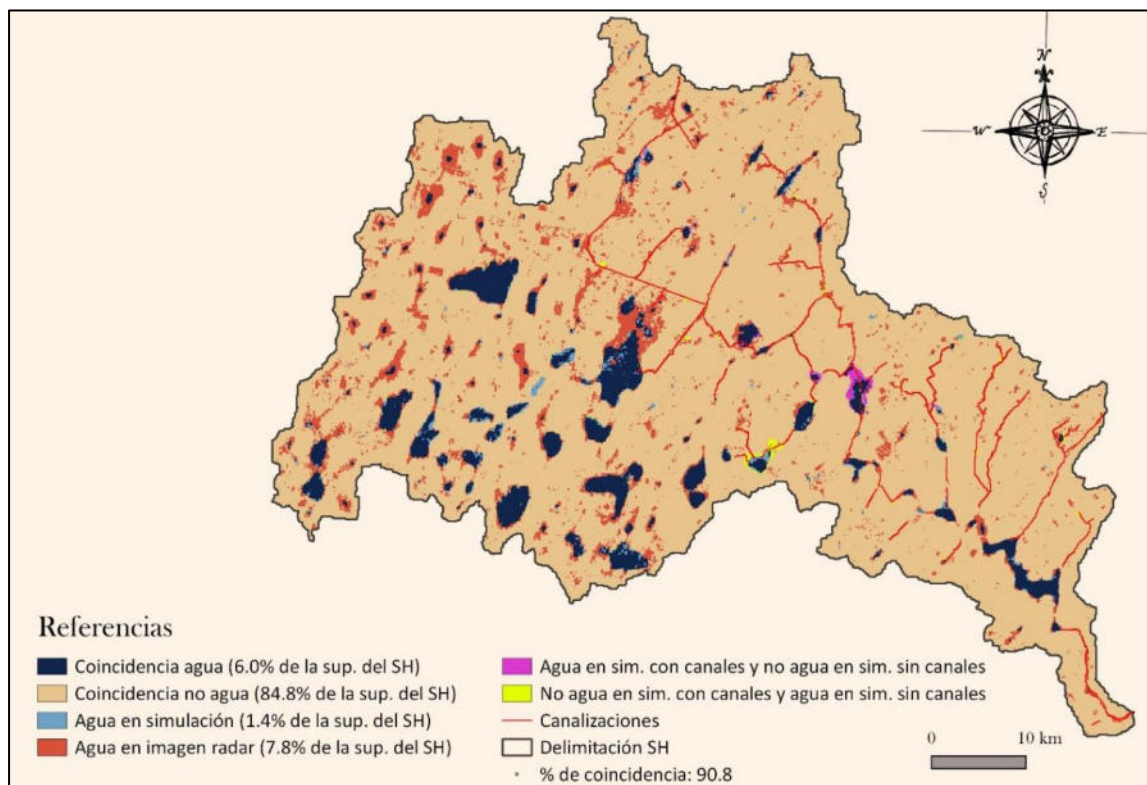 N
W
E
S
Referencias
Coincidencia agua (6.0% de la sup. del SH)
Coincidencia no agua (84.8% de la sup. del SH)
Agua en simulación (1.4% de la sup. del SH)
Agua en imagen radar (7.8% de la sup. del SH)
Agua en sim. con canales y no agua en sim. sin canales
No agua en sim. con canales y agua en sim. sin canales
Canalizaciones
Delimitación SH
% de coincidencia: 90.8
0 10 km